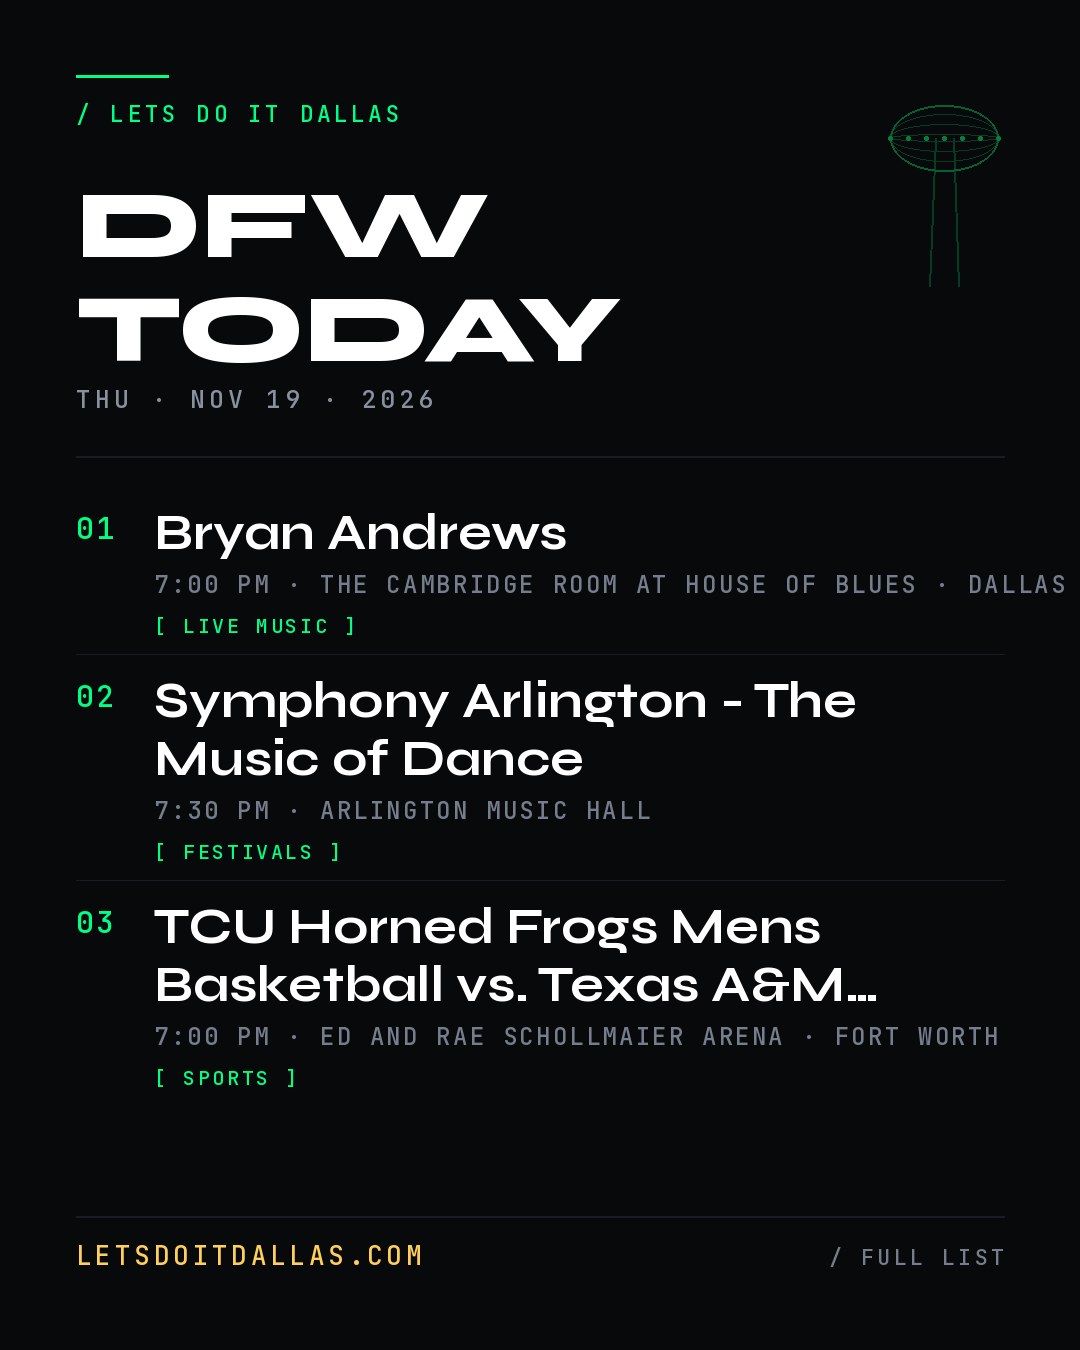 / LETS DO IT DALLAS
DFW
TODAY
THU · NOV 19 · 2026
01
Bryan Andrews
7:00 PM · THE CAMBRIDGE ROOM AT HOUSE OF BLUES · DALLAS
[ LIVE MUSIC ]
02
Symphony Arlington - The
Music of Dance
7:30 PM · ARLINGTON MUSIC HALL
[ FESTIVALS ]
03
TCU Horned Frogs Mens
Basketball vs. Texas A&M…
7:00 PM · ED AND RAE SCHOLLMAIER ARENA · FORT WORTH
[ SPORTS ]
LETSDOITDALLAS.COM
/ FULL LIST